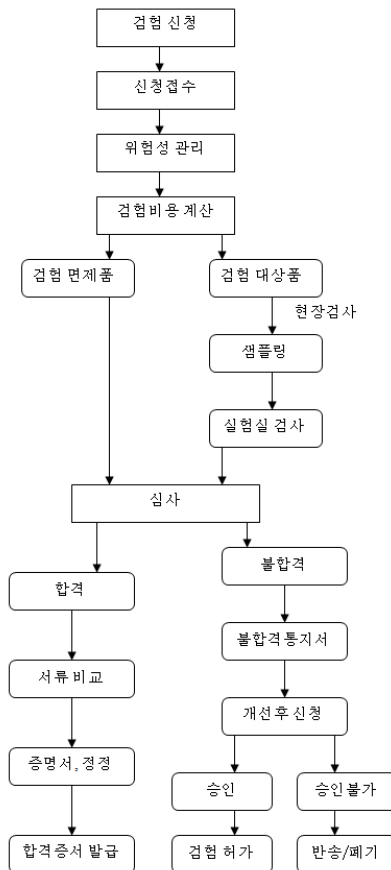 검험 신청
신청접수
위험성 관리
검험비용 계산
검험 면제품
검험 대상품
현장검사
샘플링
실험실 검사
심사
합격
불합격
서류 비교
불합격통지서
증명서, 정정
개선후 신청
승인
승인불가
합격증서 발급
검험 허가
반송/폐기